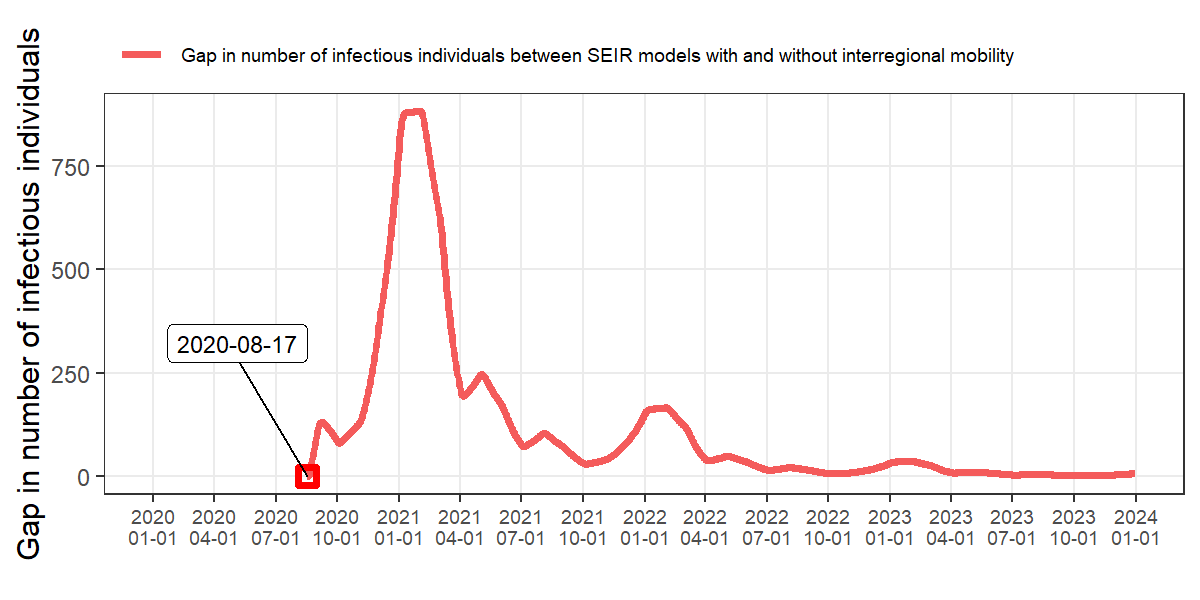 Gap in number of infectious individuals between SEIR models with and without interregional mobility
Gap in number of infectious individuals
750
500
250
0
2020-08-17
2020 2020 2020 2020 2021 2021 2021 2021 2022 2022 2022 2022 2023 2023 2023 2023 2024
01-01 04-01 07-01 10-01 01-01 04-01 07-01 10-01 01-01 04-01 07-01 10-01 01-01 04-01 07-01 10-01 01-01